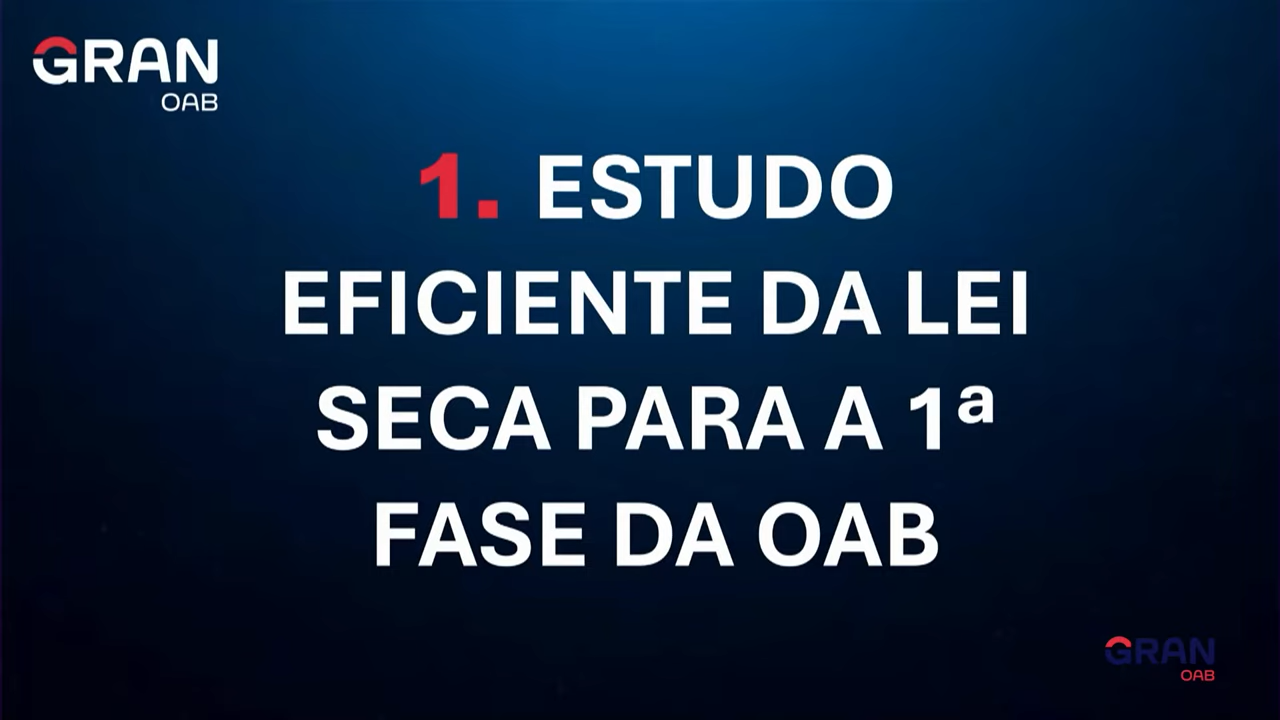 GRAN
OAB
1. ESTUDO
EFICIENTE DA LEI
SECA PARA A 1ª
FASE DA OAB
GRAN
OAB